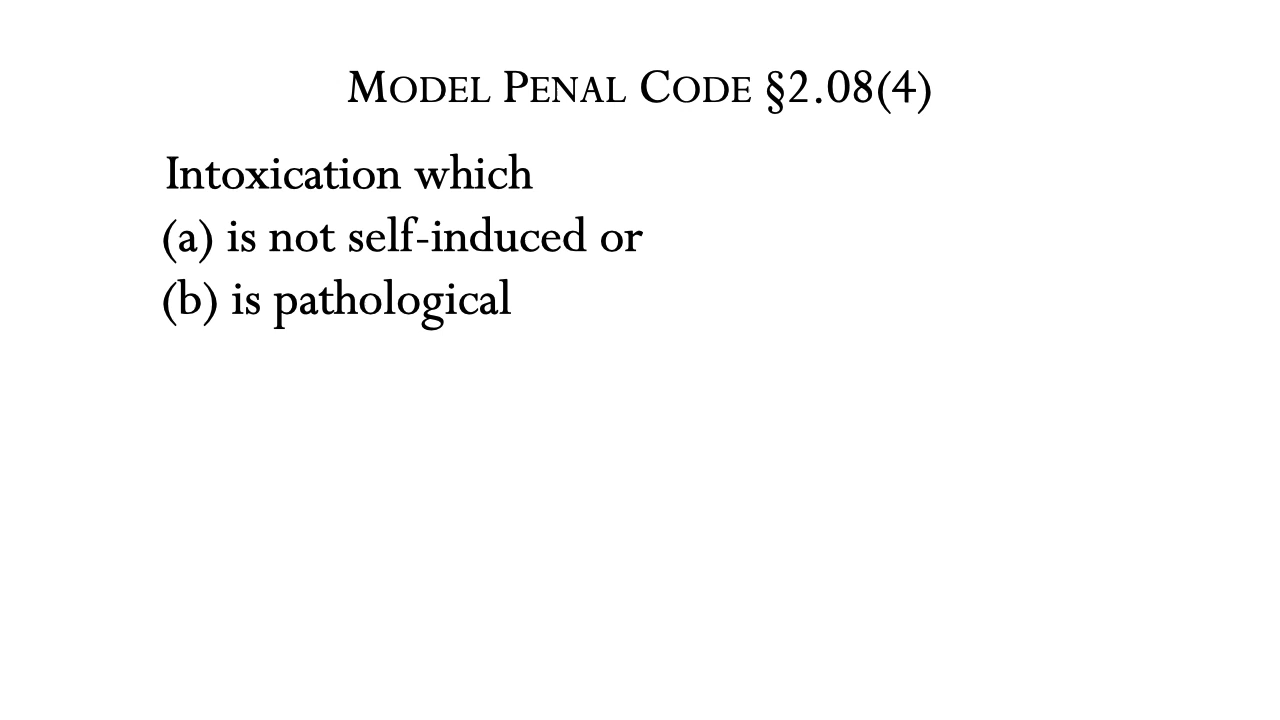 MODEL PENAL CODE §2.08(4)
Intoxication which
(a) is not self-induced or
(b) is pathological